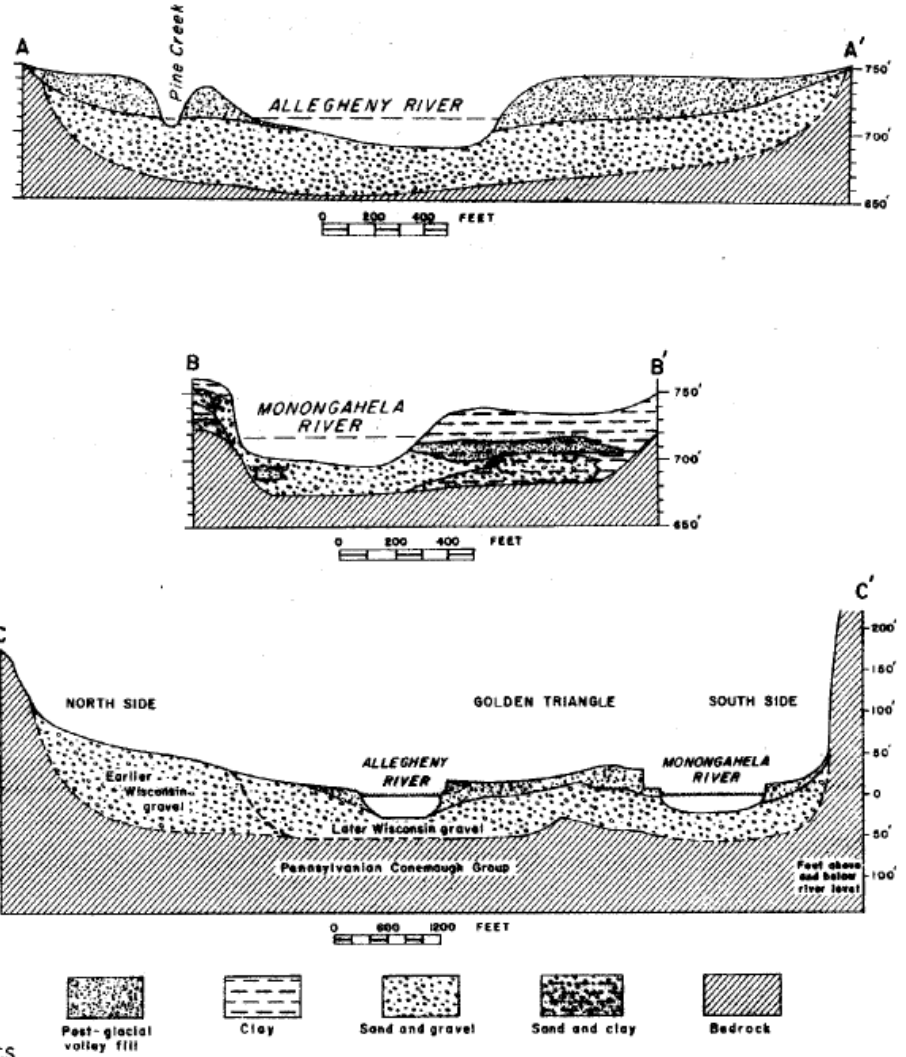 A
Pine Creek
A'
ALLEGHENY RIVER
750'
700'
650'
0 200 400 FEET
B
B'
MONONGAHELA
RIVER
750'
700'
650'
0 200 400 FEET
C
C'
200'
150'
100'
50'
0
50'
100'
NORTH SIDE
GOLDEN TRIANGLE
SOUTH SIDE
ALLEGHENY
RIVER
MONONGAHELA
RIVER
Earlier
Wisconsin
gravel
Later Wisconsin gravel
Pennsylvanian Conemaugh Group
Feet above
and below
river level
0 600 1200 FEET
Post-glacial
valley fill
Clay
Sand and gravel
Sand and clay
Bedrock